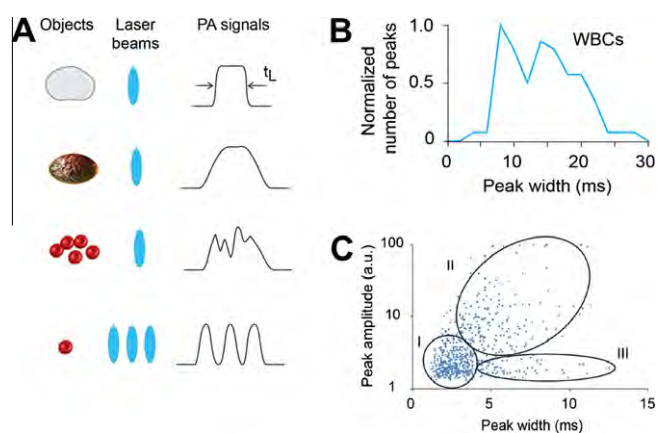 A
Objects
Laser
beams
PA signals
tL
B
WBCs
Normalized
number of peaks
1.0
0.5
0
0
10
20
30
Peak width (ms)
C
Peak amplitude (a.u.)
100
10
1
II
I
III
0
5
10
15
Peak width (ms)